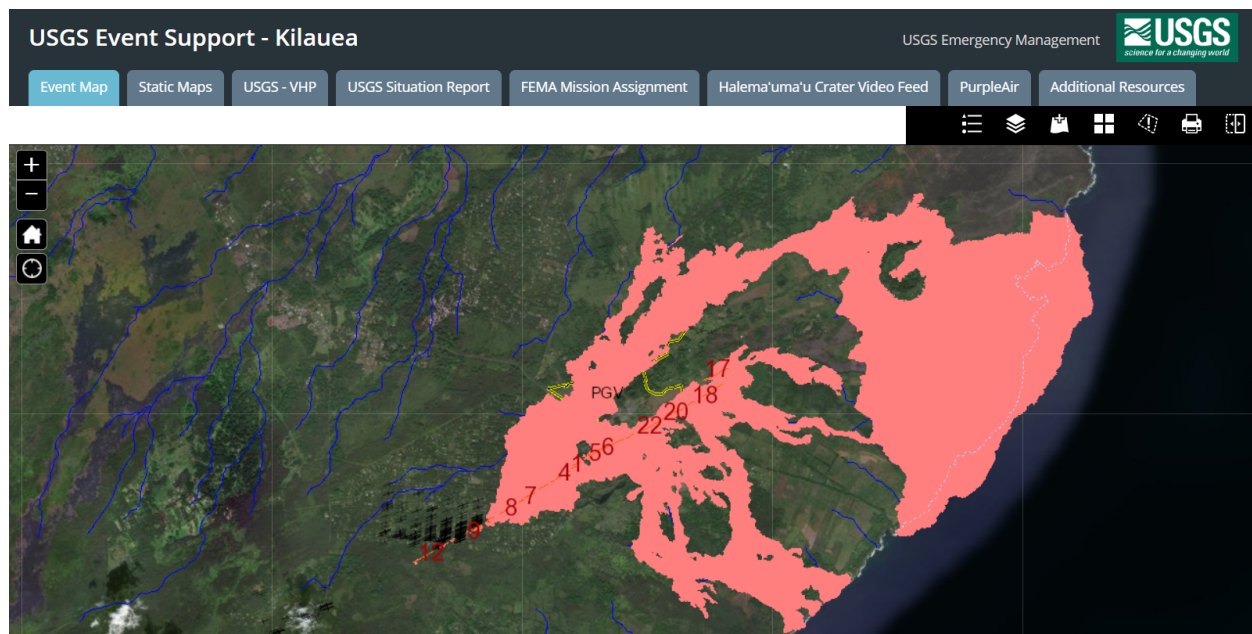 USGS Event Support - Kilauea
USGS Emergency Management
USGS
science for a changing world
Event Map
Static Maps
USGS - VHP
USGS Situation Report
FEMA Mission Assignment
Halema'uma'u Crater Video Feed
PurpleAir
Additional Resources
+
−
17
PGV
18
20
22
6
5
1
4
7
8
9
12